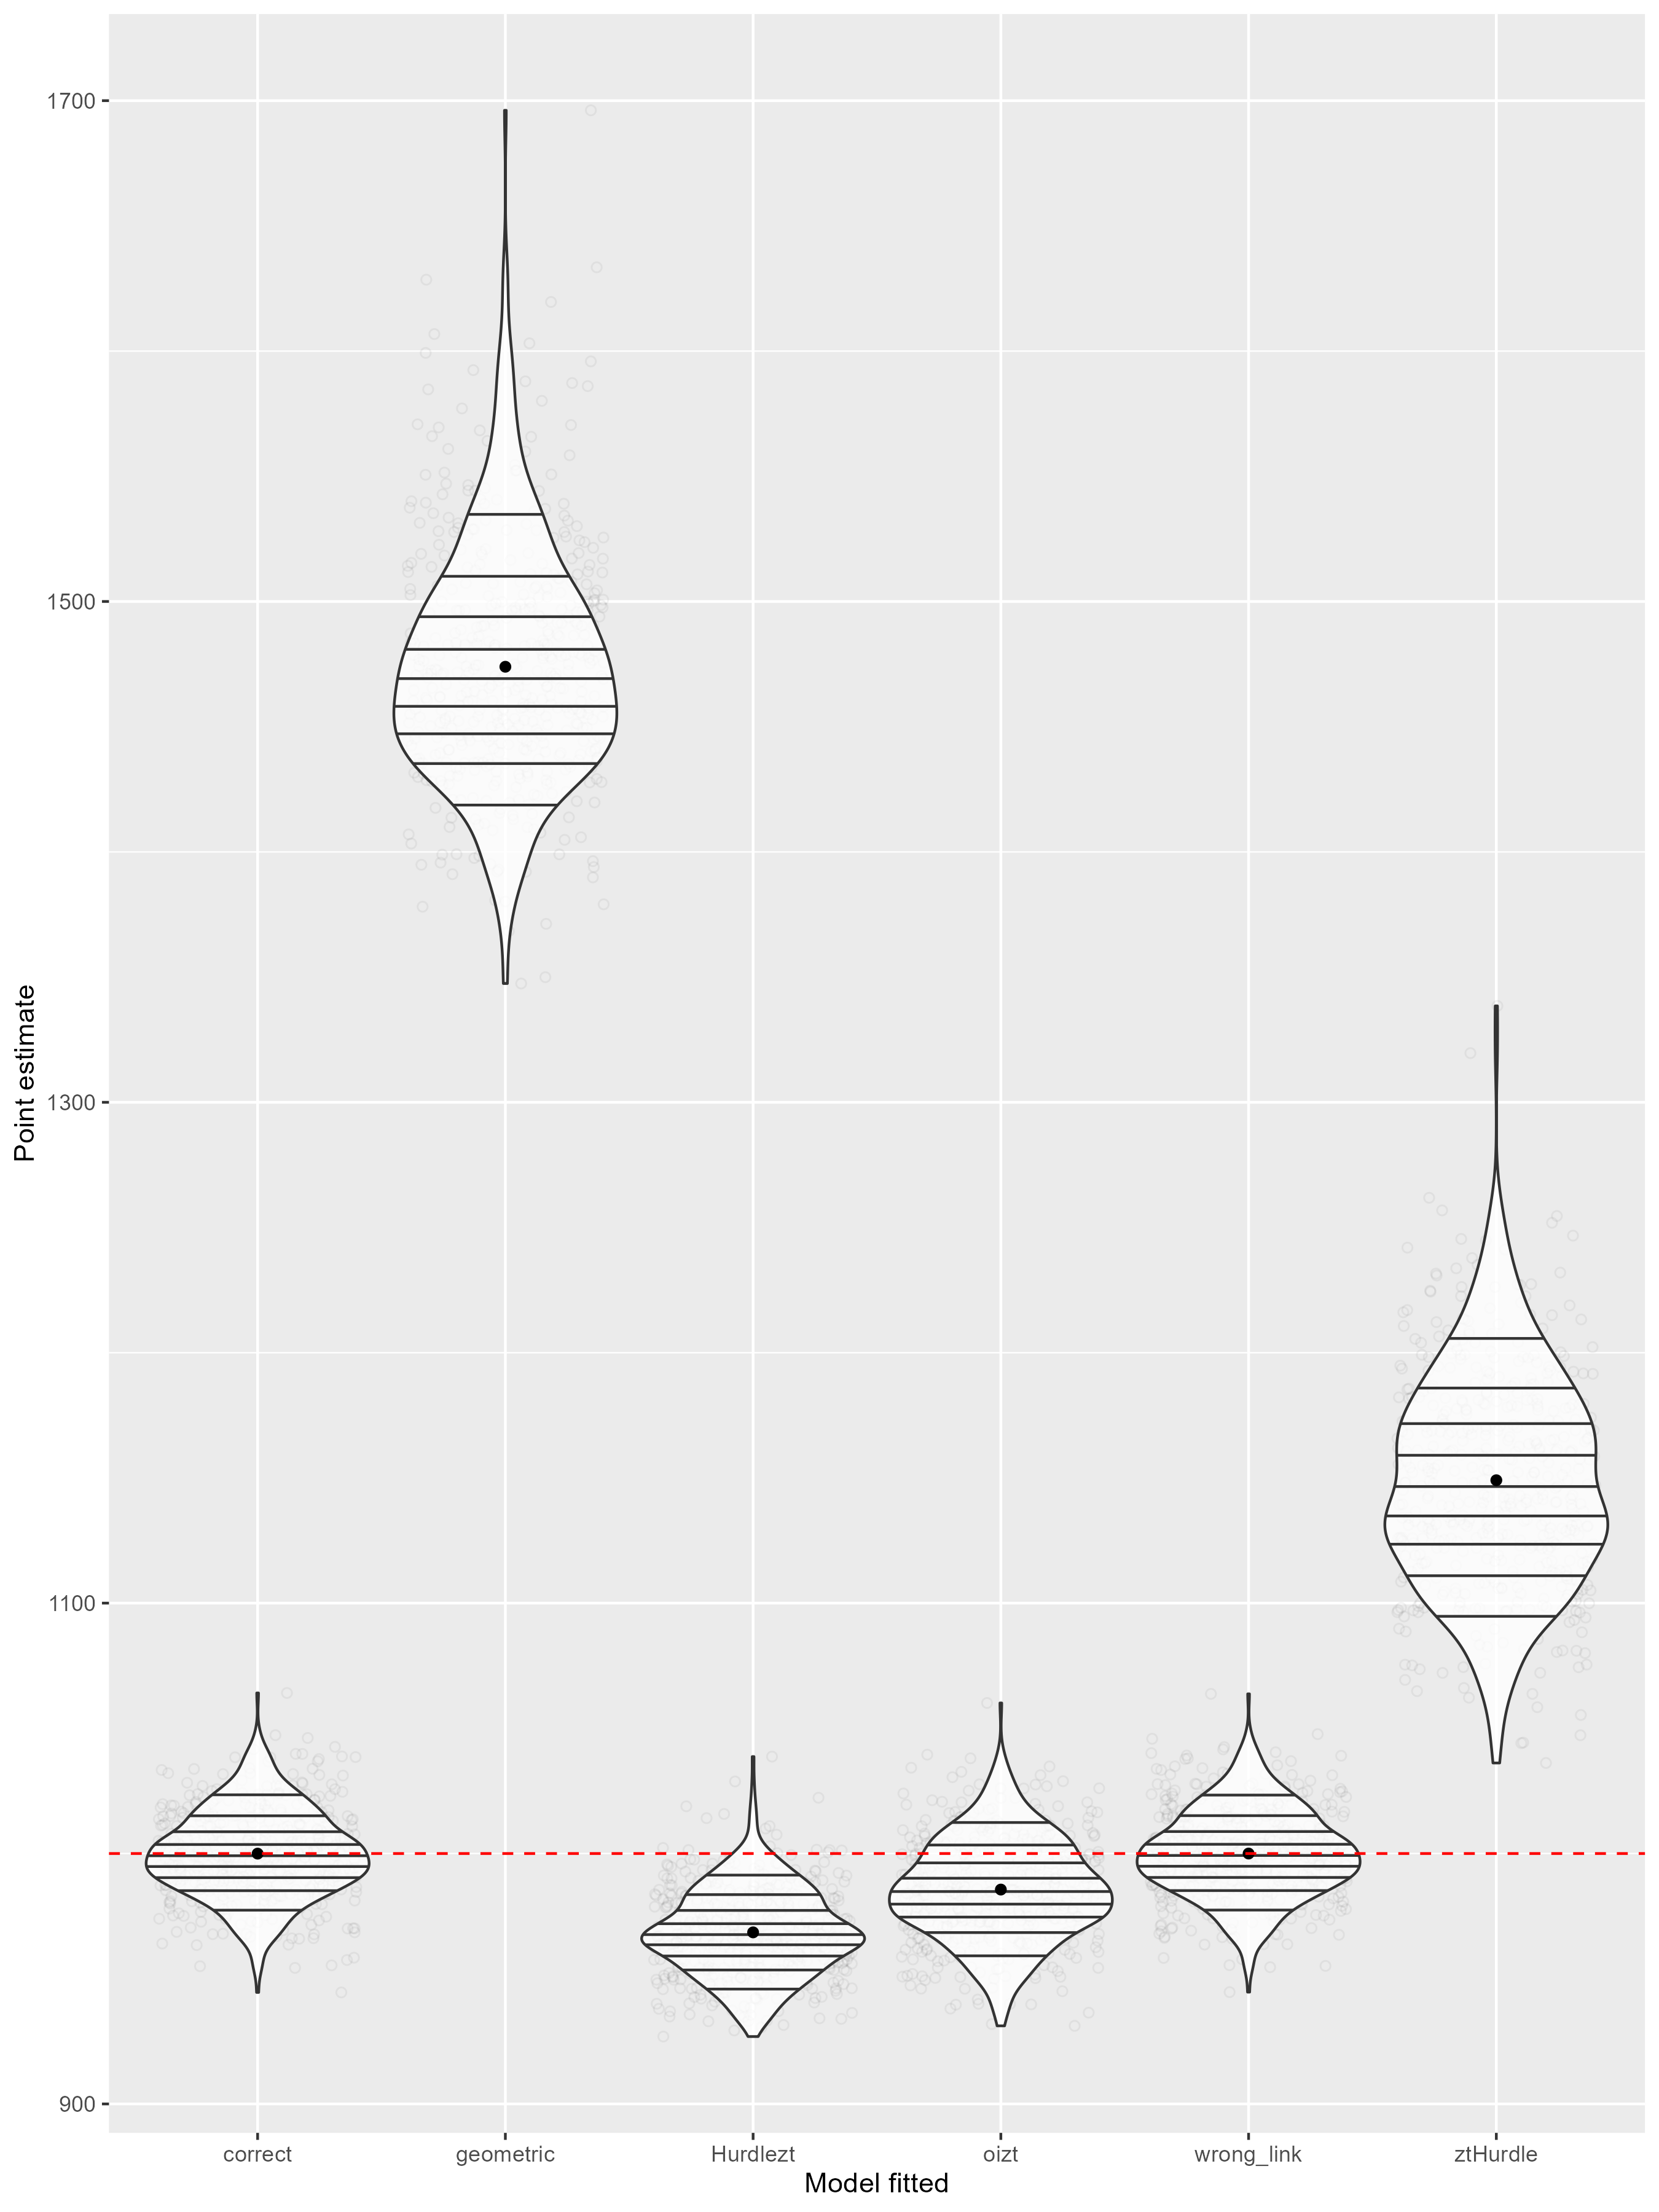 1700
1500
1300
1100
900
Point estimate
correct geometric Hurdlezt oizt wrong_link ztHurdle
Model fitted